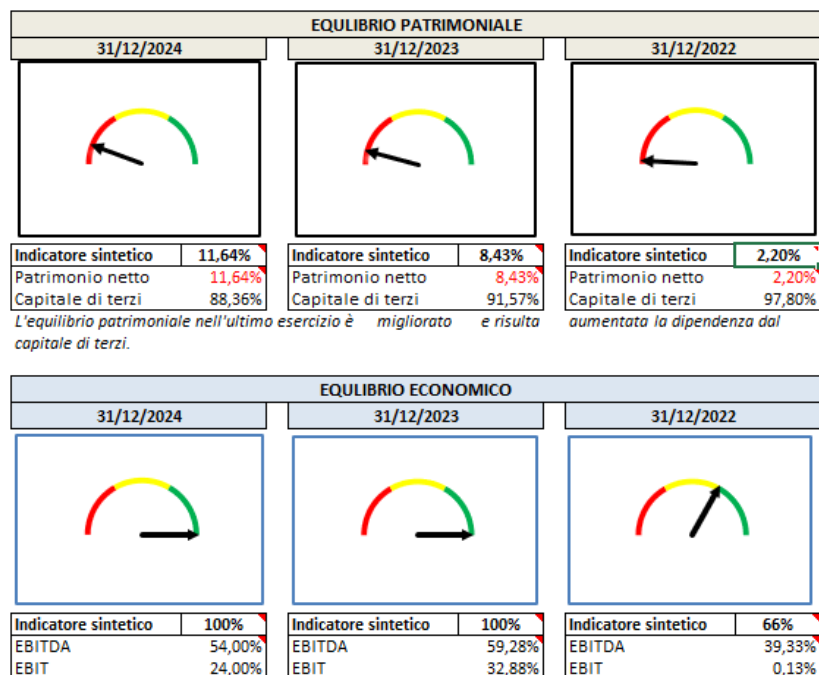 EQULIBRIO PATRIMONIALE
31/12/2024 31/12/2023 31/12/2022
Indicatore sintetico 11,64% Indicatore sintetico 8,43% Indicatore sintetico 2,20%
Patrimonio netto 11,64% Patrimonio netto 8,43% Patrimonio netto 2,20%
Capitale di terzi 88,36% Capitale di terzi 91,57% Capitale di terzi 97,80%
L'equilibrio patrimoniale nell'ultimo esercizio è migliorato e risulta aumentata la dipendenza dal
capitale di terzi.
EQULIBRIO ECONOMICO
31/12/2024 31/12/2023 31/12/2022
Indicatore sintetico 100% Indicatore sintetico 100% Indicatore sintetico 66%
EBITDA 54,00% EBITDA 59,28% EBITDA 39,33%
EBIT 24,00% EBIT 32,88% EBIT 0,13%